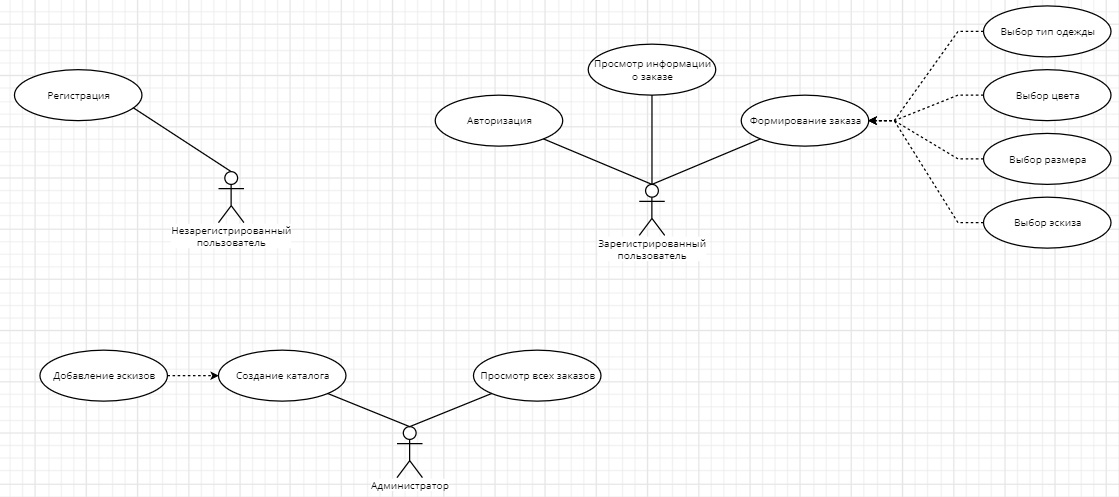 Регистрация
Незарегистрированный
пользователь
Просмотр информации
о заказе
Авторизация
Формирование заказа
Зарегистрированный
пользователь
Выбор тип одежды
Выбор цвета
Выбор размера
Выбор эскиза
Добавление эскизов
Создание каталога
Просмотр всех заказов
Администратор